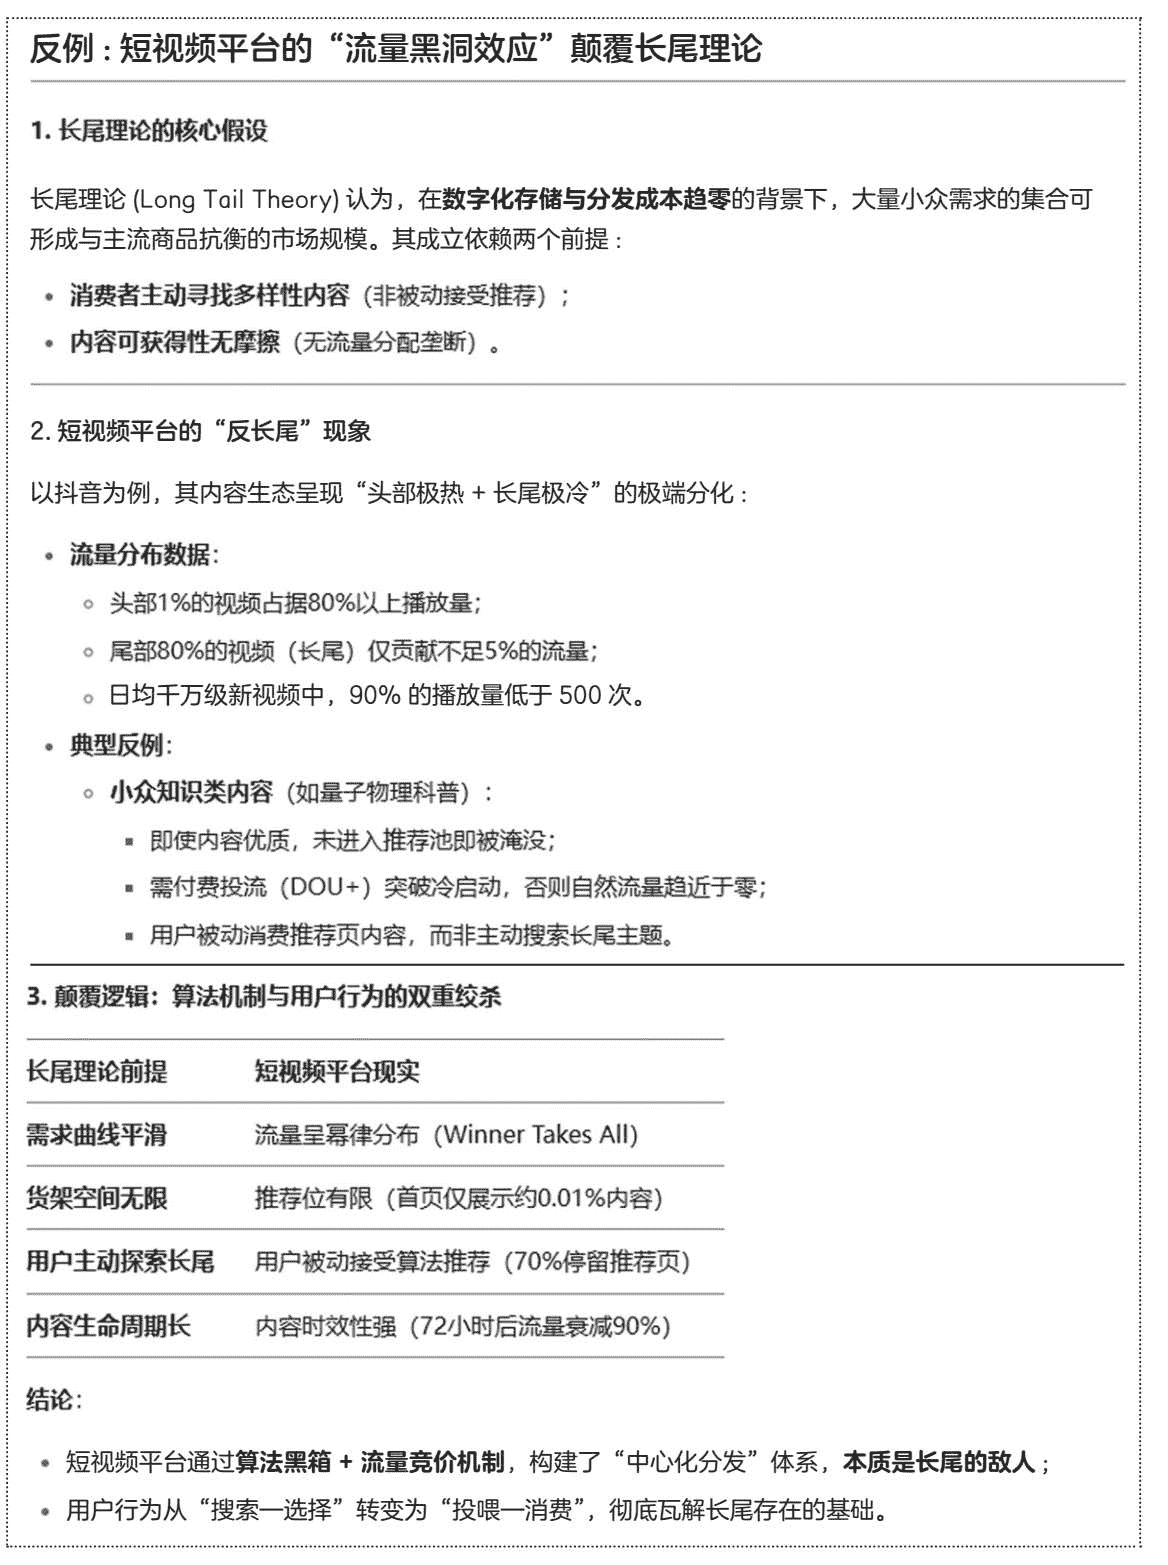 反例：短视频平台的“流量黑洞效应”颠覆长尾理论
1. 长尾理论的核心假设
长尾理论 (Long Tail Theory) 认为，在数字化存储与分发成本趋零的背景下，大量小众需求的集合可
形成与主流商品抗衡的市场规模。其成立依赖两个前提：
• 消费者主动寻找多样性内容（非被动接受推荐）；
• 内容可获得性无摩擦（无流量分配垄断）。
2. 短视频平台的“反长尾”现象
以抖音为例，其内容生态呈现“头部极热 + 长尾极冷”的极端分化：
• 流量分布数据：
○ 头部1%的视频占据80%以上播放量；
○ 尾部80%的视频（长尾）仅贡献不足5%的流量；
○ 日均千万级新视频中，90% 的播放量低于 500 次。
• 典型反例：
○ 小众知识类内容（如量子物理科普）：
▪ 即使内容优质，未进入推荐池即被淹没；
▪ 需付费投流（DOU+）突破冷启动，否则自然流量趋近于零；
▪ 用户被动消费推荐页内容，而非主动搜索长尾主题。
3. 颠覆逻辑：算法机制与用户行为的双重绞杀
长尾理论前提 短视频平台现实
需求曲线平滑 流量呈幂律分布（Winner Takes All）
货架空间无限 推荐位有限（首页仅展示约0.01%内容）
用户主动探索长尾 用户被动接受算法推荐（70%停留推荐页）
内容生命周期长 内容时效性强（72小时后流量衰减90%）
结论：
• 短视频平台通过算法黑箱 + 流量竞价机制，构建了“中心化分发”体系，本质是长尾的敌人；
• 用户行为从“搜索—选择”转变为“投喂—消费”，彻底瓦解长尾存在的基础。